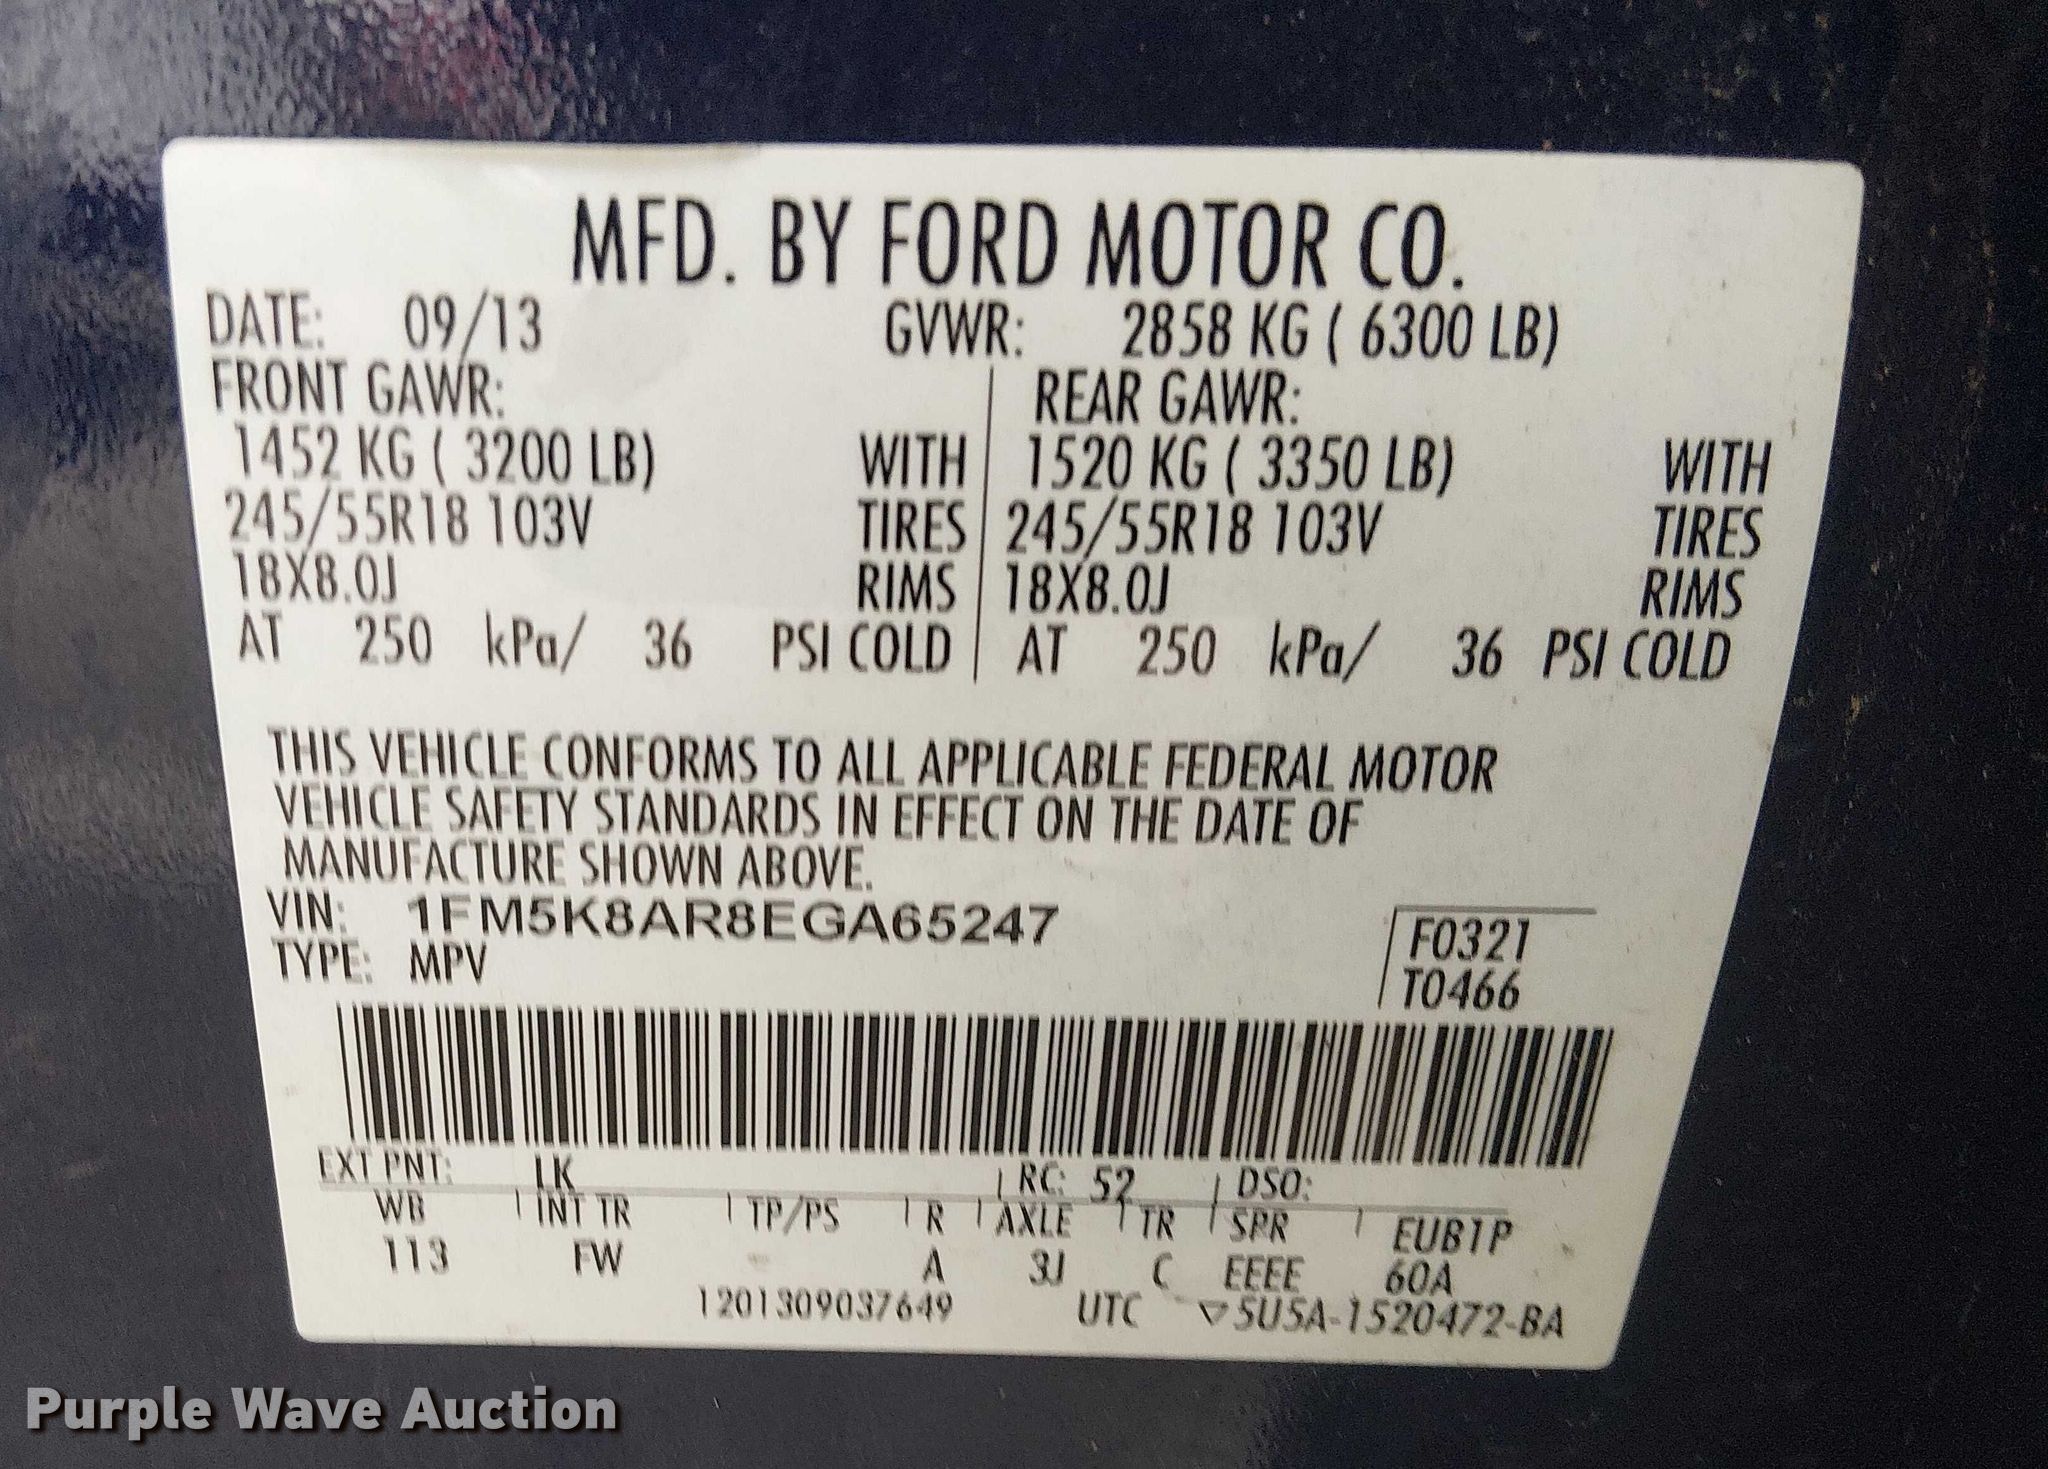 MFD. BY FORD MOTOR CO.
DATE: 09/13 GVWR: 2858 KG ( 6300 LB)
FRONT GAWR: REAR GAWR:
1452 KG ( 3200 LB) WITH 1520 KG ( 3350 LB) WITH
245/55R18 103V TIRES 245/55R18 103V TIRES
18X8.0J RIMS 18X8.0J RIMS
AT 250 kPa/ 36 PSI COLD AT 250 kPa/ 36 PSI COLD
THIS VEHICLE CONFORMS TO ALL APPLICABLE FEDERAL MOTOR
VEHICLE SAFETY STANDARDS IN EFFECT ON THE DATE OF
MANUFACTURE SHOWN ABOVE.
VIN: 1FM5K8AR8EGA65247
TYPE: MPV
F0321
T0466
EXT PNT: LK RC: 52 DSO:
WB INT TR TP/PS R AXLE TR SPR EUB1P
113 FW A 3J C EEEE 60A
1201309037649 UTC ▽5U5A-1520472-BA
Purple Wave Auction